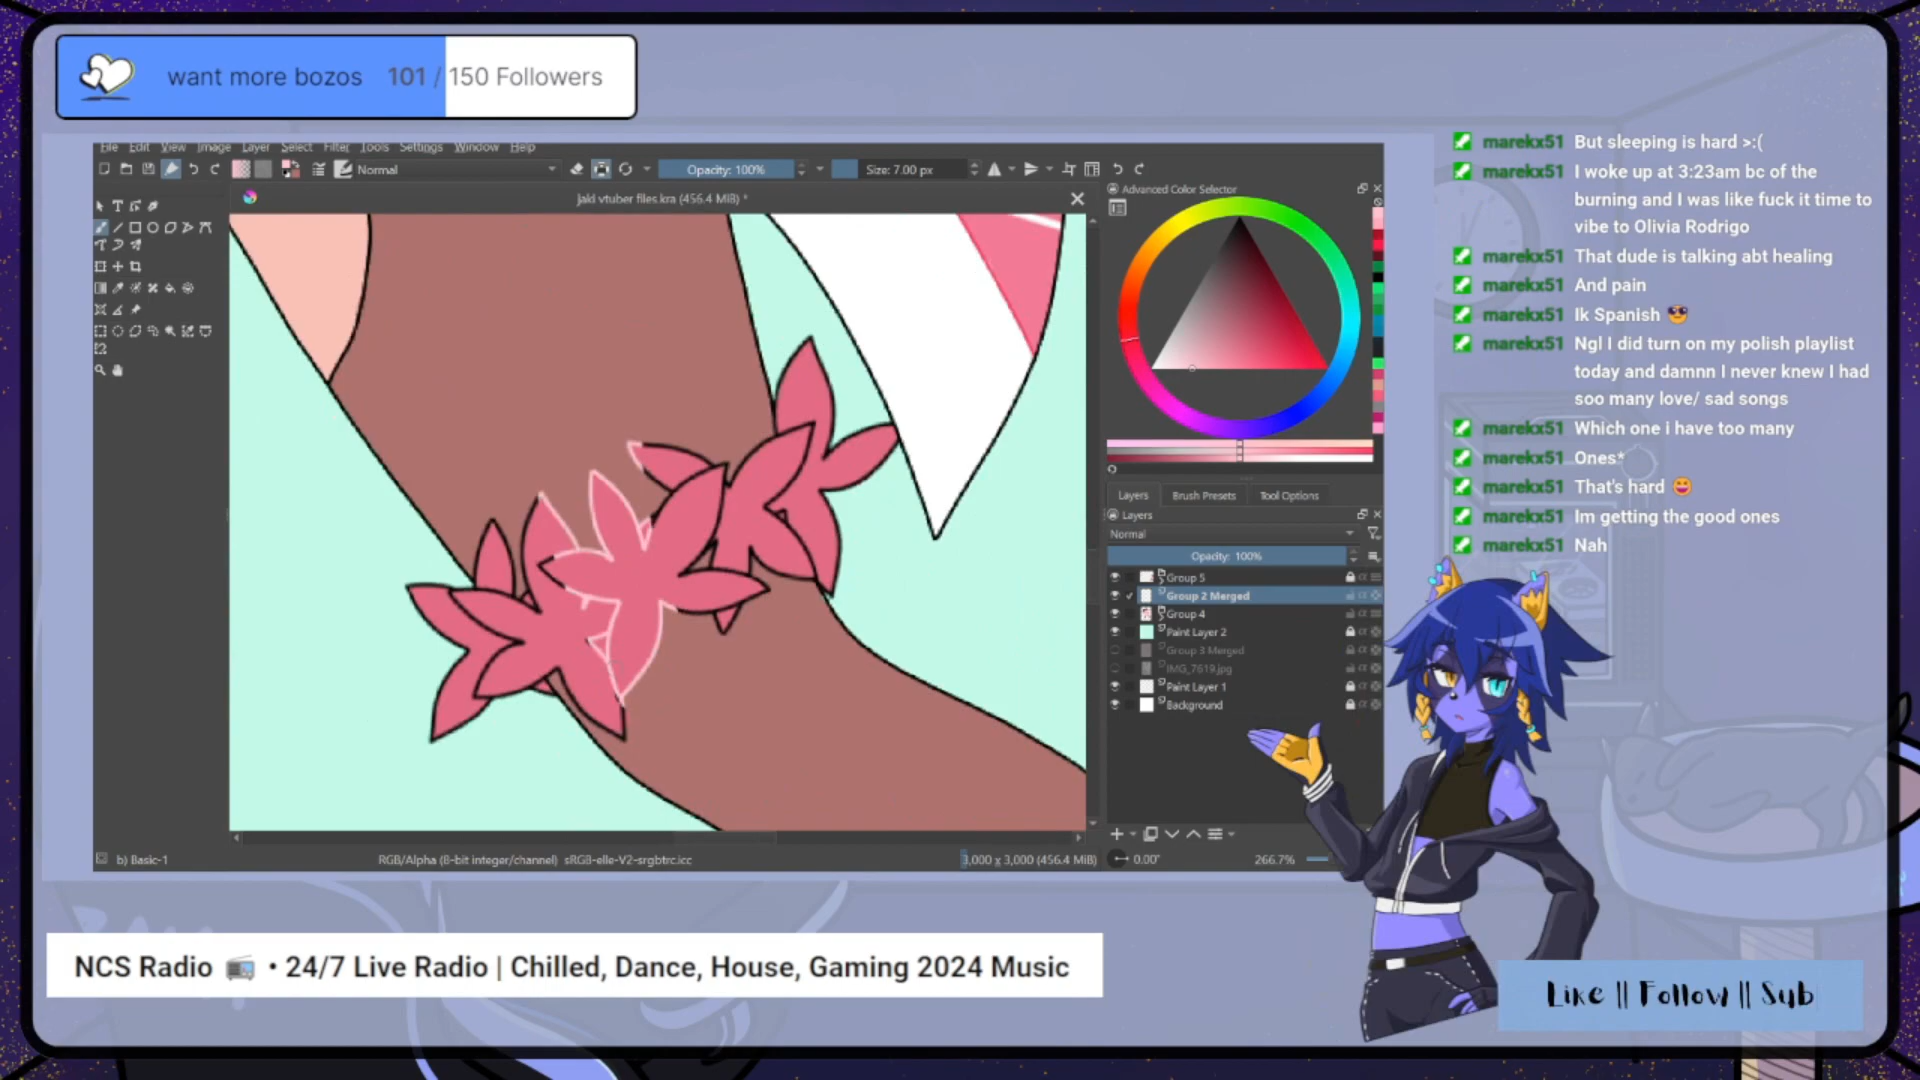 want more bozos 101 / 150 Followers
File Edit View Image Layer Select Filter Tools Settings Window Help
Normal Opacity: 100% Size: 7.00 px
jaki vtuber files.kra (456.4 MiB) *
Advanced Color Selector
Layers Brush Presets Tool Options
Layers
Normal
Opacity: 100%
Group 5
Group 2 Merged
Group 4
Paint Layer 2
Group 3 Merged
IMG_7619.jpg
Paint Layer 1
Background
b) Basic-1 RGB/Alpha (8-bit integer/channel) sRGB-elle-V2-srgbtrc.icc 3,000 x 3,000 (456.4 MiB) 0.00° 266.7%
marekx51 But sleeping is hard >:(
marekx51 I woke up at 3:23am bc of the
burning and I was like fuck it time to
vibe to Olivia Rodrigo
marekx51 That dude is talking abt healing
marekx51 And pain
marekx51 Ik Spanish 😎
marekx51 Ngl I did turn on my polish playlist
today and damnn I never knew I had
soo many love/ sad songs
marekx51 Which one i have too many
marekx51 Ones*
marekx51 That's hard 😄
marekx51 Im getting the good ones
marekx51 Nah
NCS Radio 📻 • 24/7 Live Radio | Chilled, Dance, House, Gaming 2024 Music
Like || Follow || Sub